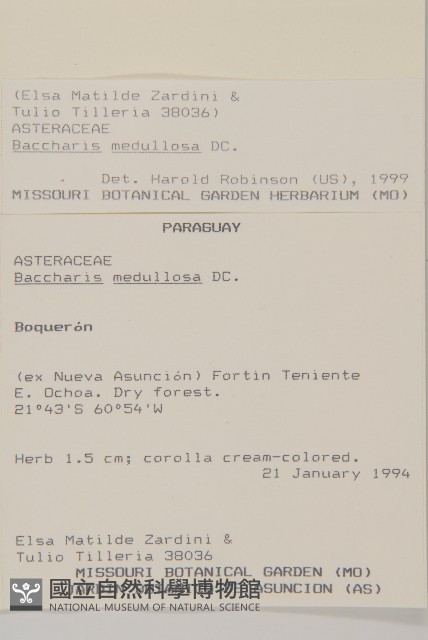 (Elsa Matilde Zardini &
Tulio Tilleria 38036)
ASTERACEAE
Baccharis medullosa DC.
Det. Harold Robinson (US), 1999
MISSOURI BOTANICAL GARDEN HERBARIUM (MO)
PARAGUAY
ASTERACEAE
Baccharis medullosa DC.
Boquerón
(ex Nueva Asunción) Fortin Teniente
E. Ochoa. Dry forest.
21°43'S 60°54'W
Herb 1.5 cm; corolla cream-colored.
21 January 1994
Elsa Matilde Zardini &
Tulio Tilleria 38036
MISSOURI BOTANICAL GARDEN (MO)
ASUNCION (AS)
國立自然科學博物館
NATIONAL MUSEUM OF NATURAL SCIENCE